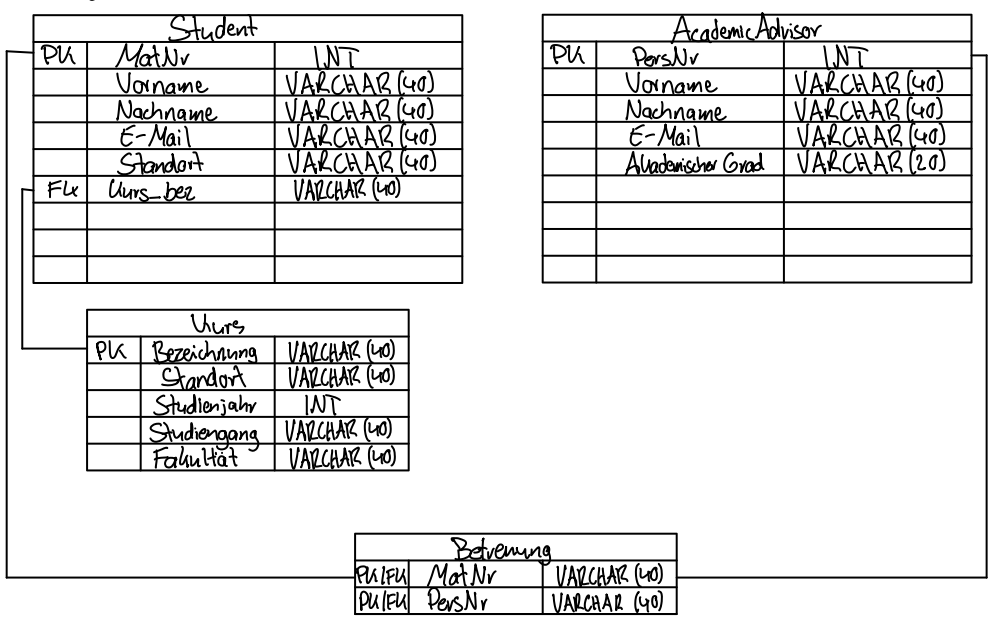 Student
PK MatNr INT
Vorname VARCHAR (40)
Nachname VARCHAR (40)
E-Mail VARCHAR (40)
Standort VARCHAR (40)
FK Kurs_bez VARCHAR (40)
AcademicAdvisor
PK PersNr INT
Vorname VARCHAR (40)
Nachname VARCHAR (40)
E-Mail VARCHAR (40)
Akademischer Grad VARCHAR (20)
Kurs
PK Bezeichnung VARCHAR (40)
Standort VARCHAR (40)
Studienjahr INT
Studiengang VARCHAR (40)
Fakultät VARCHAR (40)
Betreuung
PK/FK MatNr VARCHAR (40)
PK/FK PersNr VARCHAR (40)